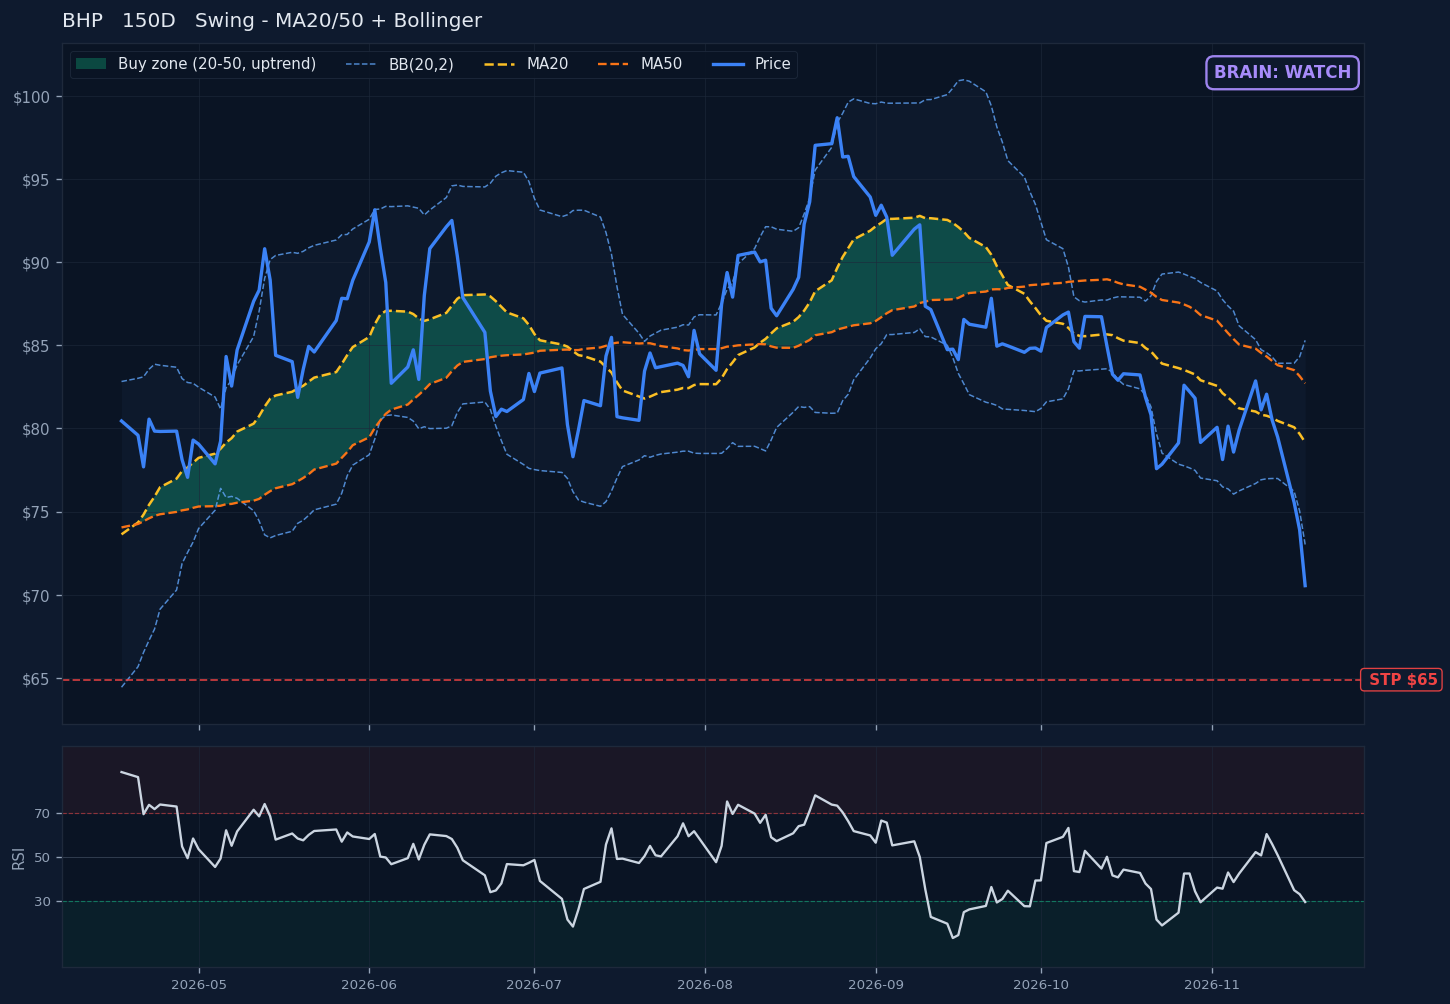 BHP 150D Swing - MA20/50 + Bollinger
Buy zone (20-50, uptrend) BB(20,2) MA20 MA50 Price
BRAIN: WATCH
$100
$95
$90
$85
$80
$75
$70
$65
STP $65
RSI
70
50
30
2026-05 2026-06 2026-07 2026-08 2026-09 2026-10 2026-11